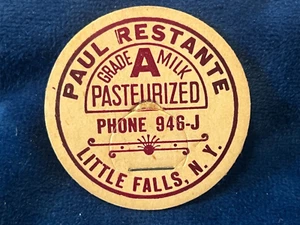 PAUL RESTANTE
GRADE A MILK
PASTEURIZED
PHONE 946-J
LITTLE FALLS, N.Y.